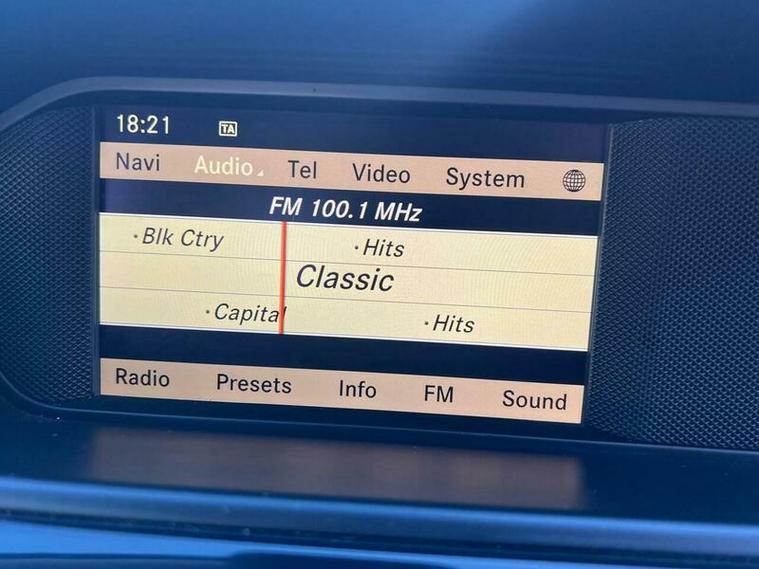 18:21 TA
Navi Audio Tel Video System
FM 100.1 MHz
·Blk Ctry ·Hits
Classic
·Capital ·Hits
Radio Presets Info FM Sound